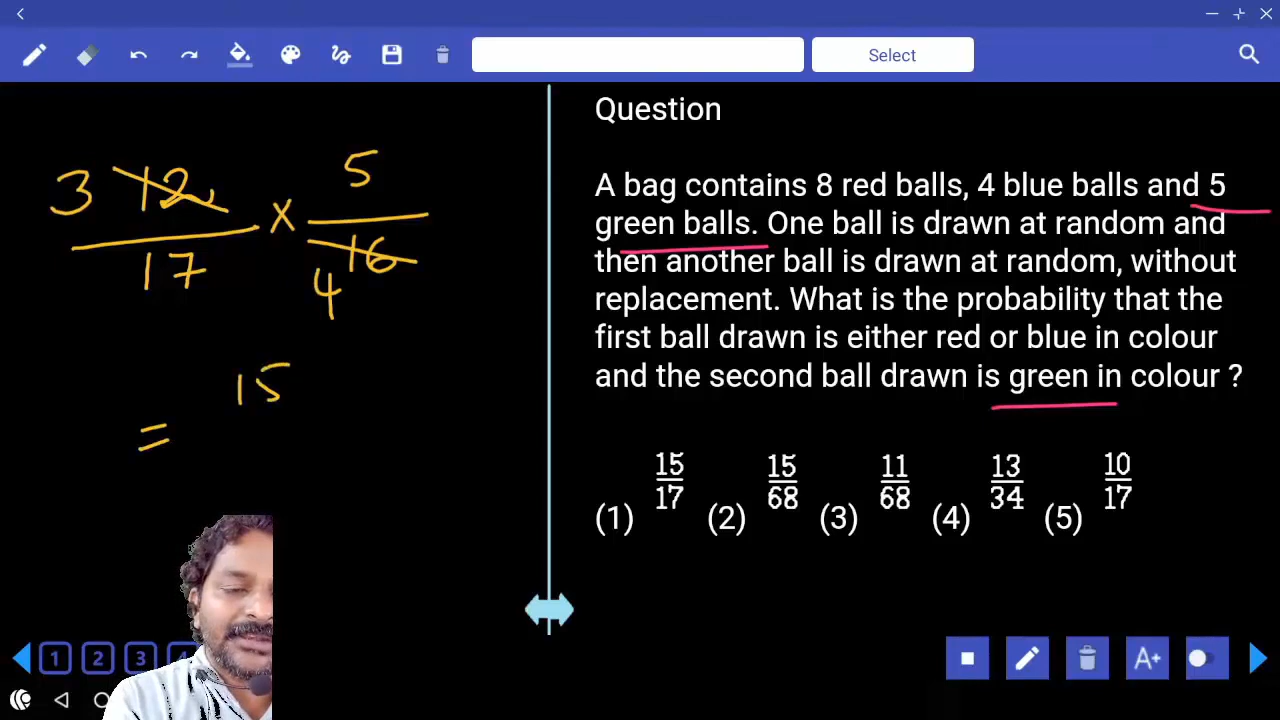 Select
Question
A bag contains 8 red balls, 4 blue balls and 5
green balls. One ball is drawn at random and
then another ball is drawn at random, without
replacement. What is the probability that the
first ball drawn is either red or blue in colour
and the second ball drawn is green in colour ?
(1) 15/17 (2) 15/68 (3) 11/68 (4) 13/34 (5) 10/17
3 12 5
×
17 4 16
15
=
1 2 3 4
A+